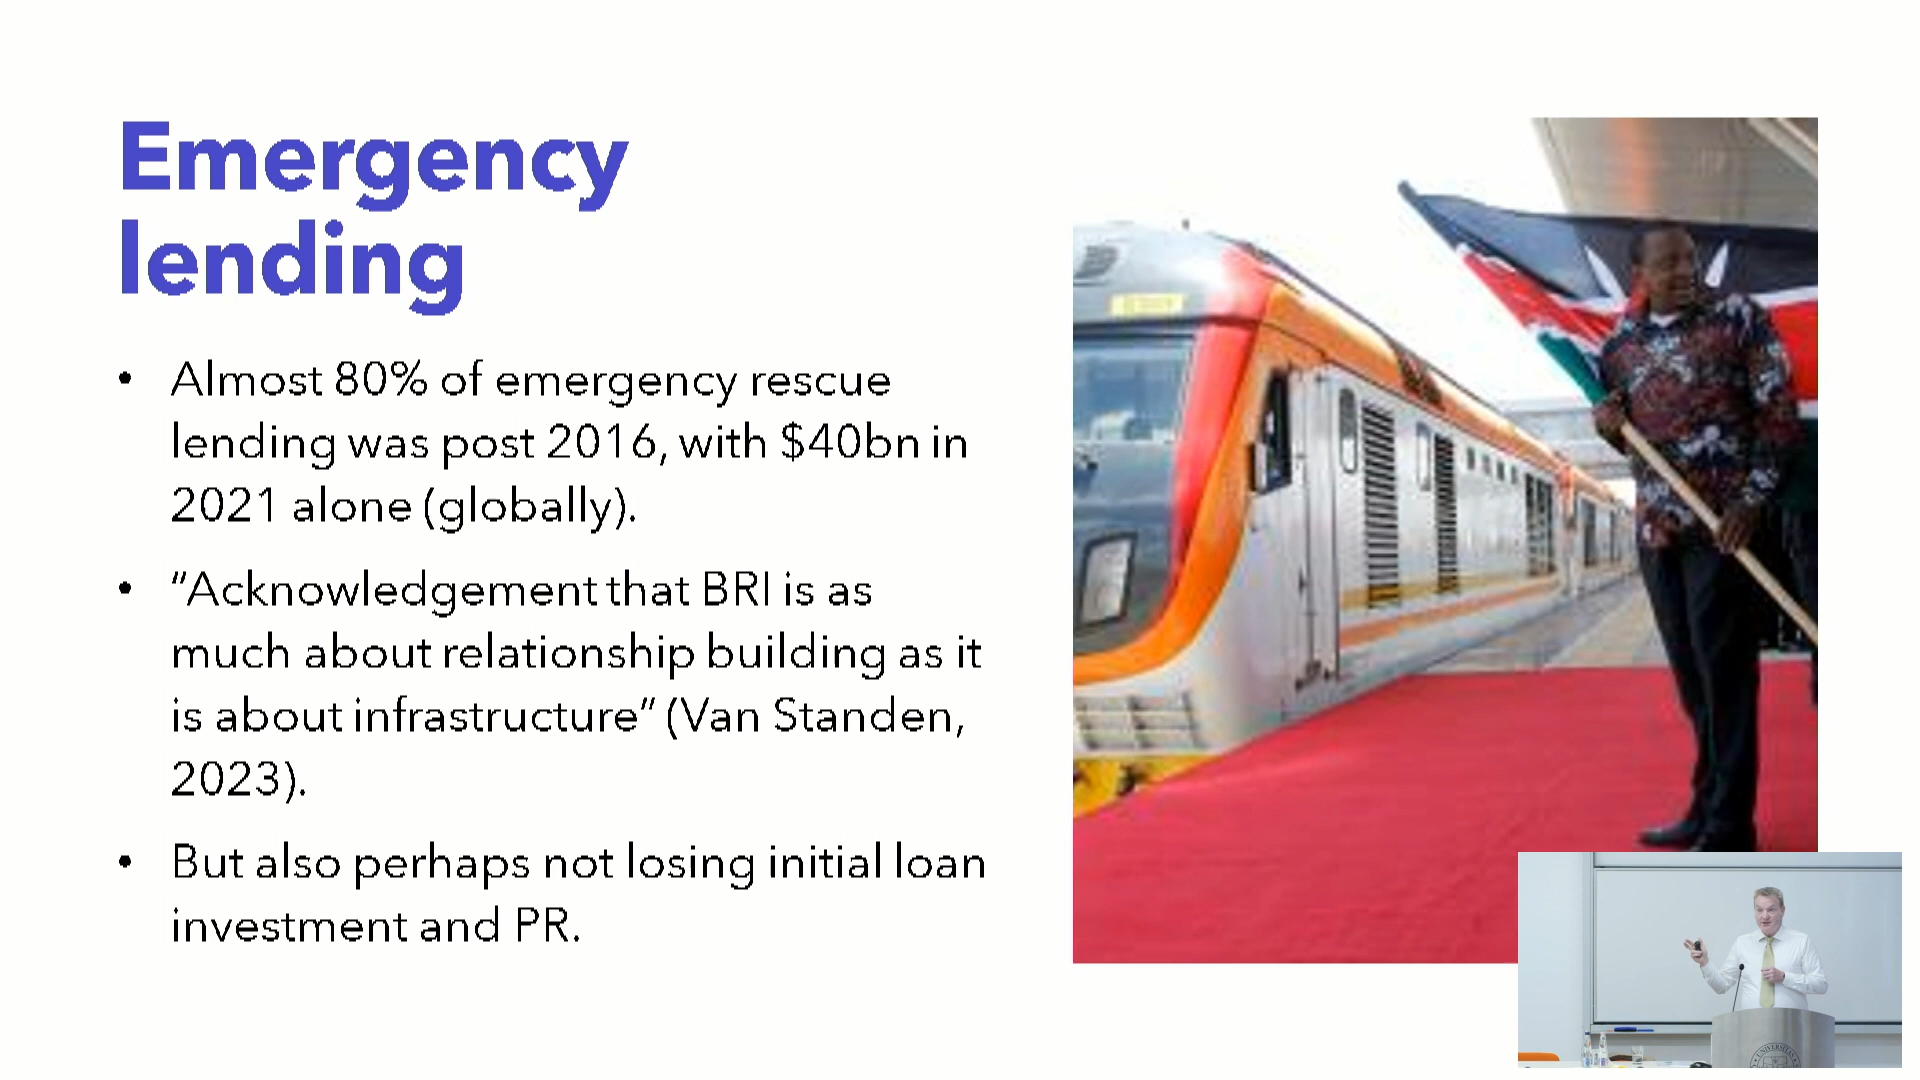 Emergency
lending
• Almost 80% of emergency rescue
lending was post 2016, with $40bn in
2021 alone (globally).
• "Acknowledgement that BRI is as
much about relationship building as it
is about infrastructure" (Van Standen,
2023).
• But also perhaps not losing initial loan
investment and PR.
UNIVERSITAS